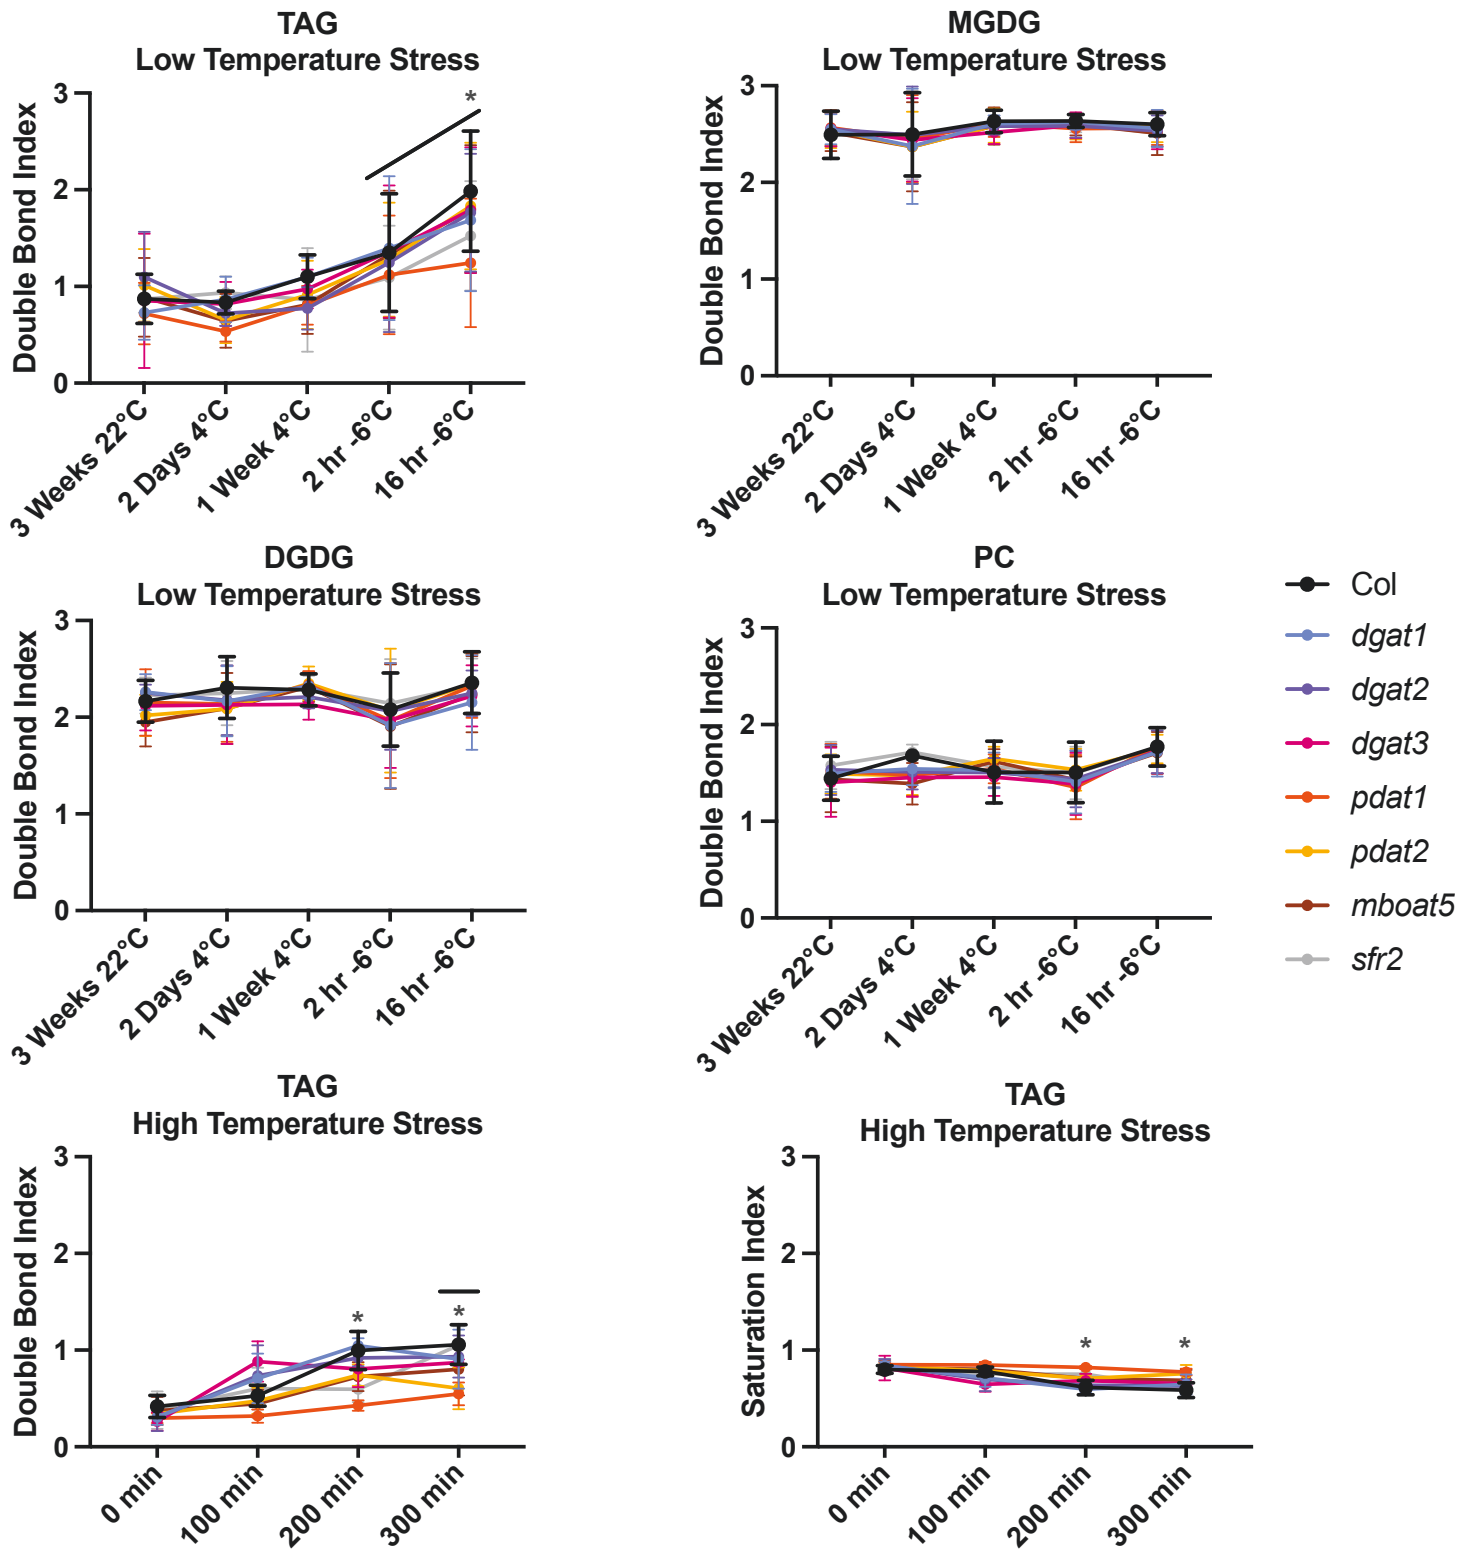 TAG
Low Temperature Stress
Double Bond Index
3
2
1
0
*
3 Weeks 22°C
2 Days 4°C
1 Week 4°C
2 hr -6°C
16 hr -6°C
MGDG
Low Temperature Stress
Double Bond Index
3
2
1
0
3 Weeks 22°C
2 Days 4°C
1 Week 4°C
2 hr -6°C
16 hr -6°C
DGDG
Low Temperature Stress
Double Bond Index
3
2
1
0
3 Weeks 22°C
2 Days 4°C
1 Week 4°C
2 hr -6°C
16 hr -6°C
PC
Low Temperature Stress
Double Bond Index
3
2
1
0
3 Weeks 22°C
2 Days 4°C
1 Week 4°C
2 hr -6°C
16 hr -6°C
Col
dgat1
dgat2
dgat3
pdat1
pdat2
mboat5
sfr2
TAG
High Temperature Stress
Double Bond Index
3
2
1
0
*
*
0 min
100 min
200 min
300 min
TAG
High Temperature Stress
Saturation Index
3
2
1
0
*
*
0 min
100 min
200 min
300 min